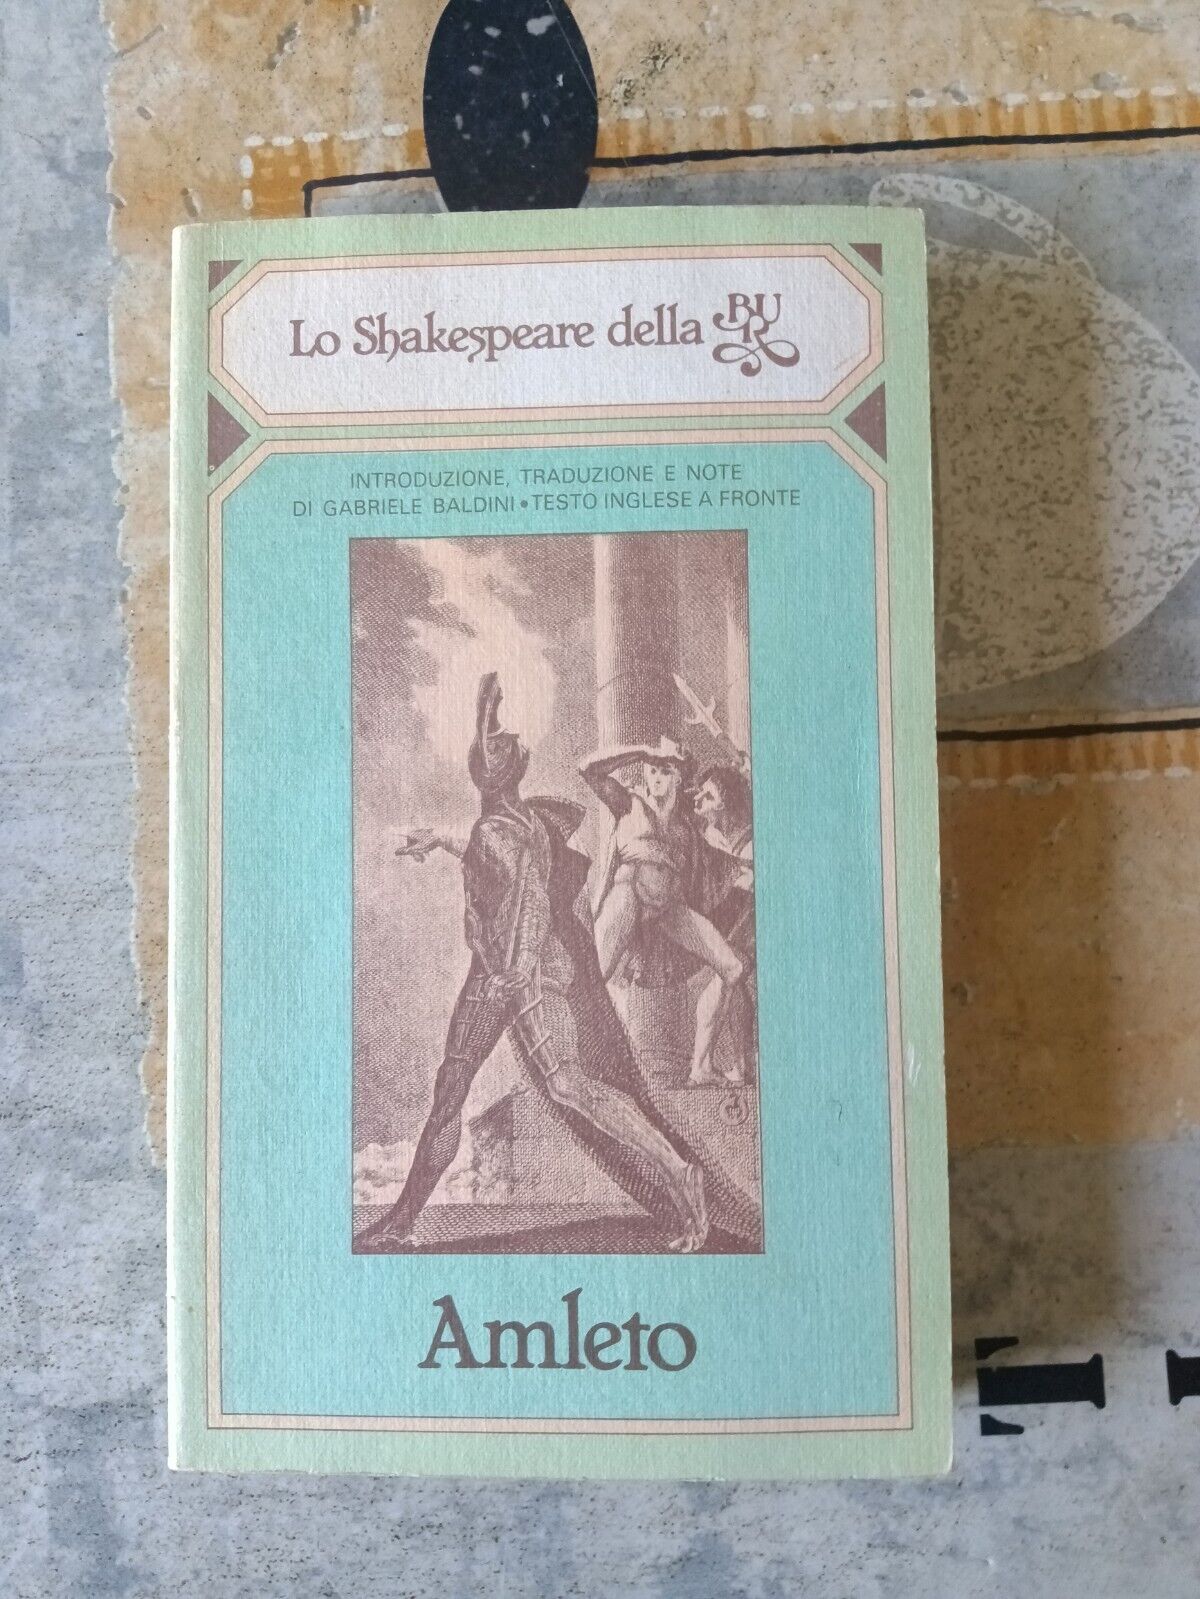 Lo Shakespeare della BUR
INTRODUZIONE, TRADUZIONE E NOTE
DI GABRIELE BALDINI • TESTO INGLESE A FRONTE
Amleto